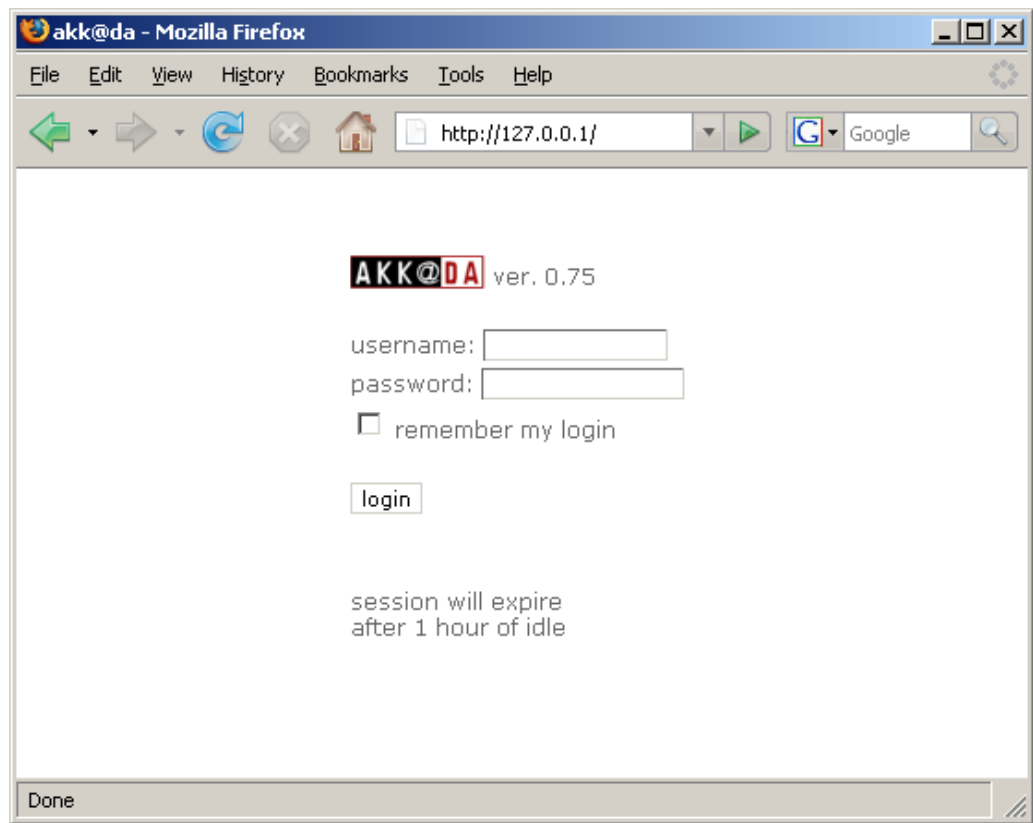 akk@da - Mozilla Firefox
File Edit View History Bookmarks Tools Help
http://127.0.0.1/ G Google
AKK@DA ver. 0.75
username:
password:
remember my login
login
session will expire
after 1 hour of idle
Done